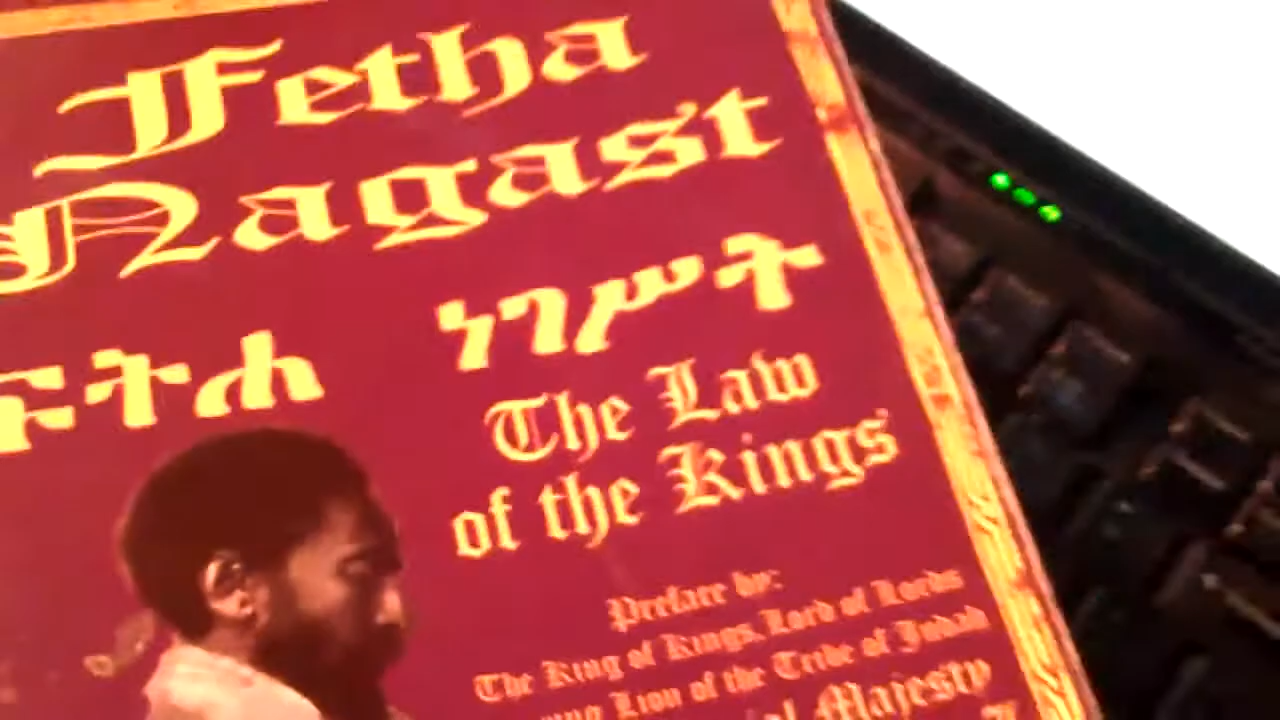 Fetha
Nagast
ፍትሐ ነገሥት
The Law
of the Kings
Preface by:
The King of Kings, Lord of Lords
Lion of the Tribe of Judah
Majesty